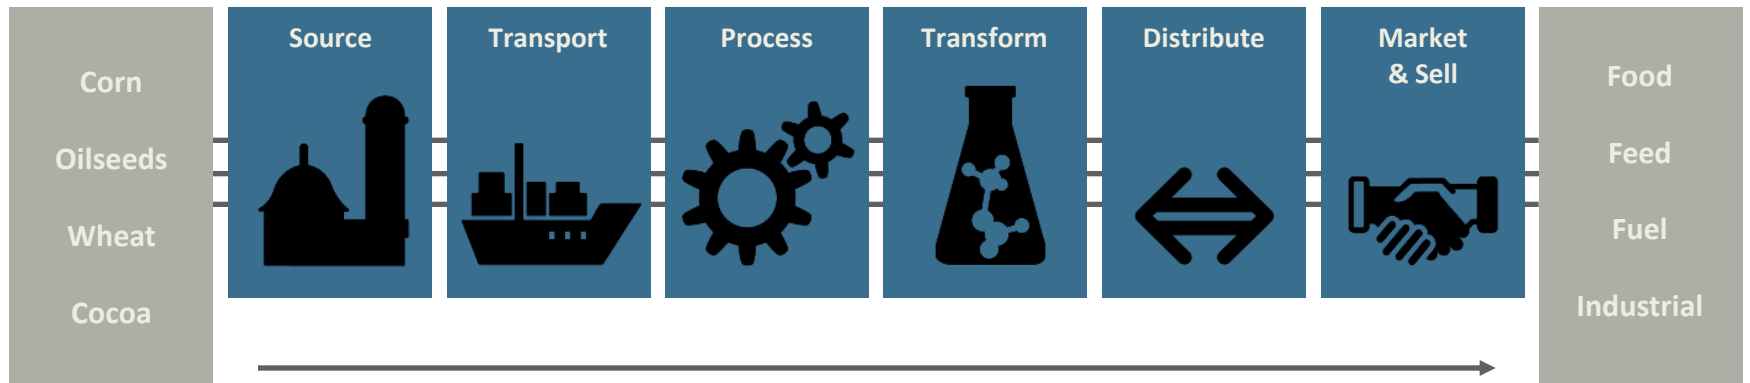 Corn
Oilseeds
Wheat
Cocoa
Source
Transport
Process
Transform
Distribute
Market
& Sell
Food
Feed
Fuel
Industrial